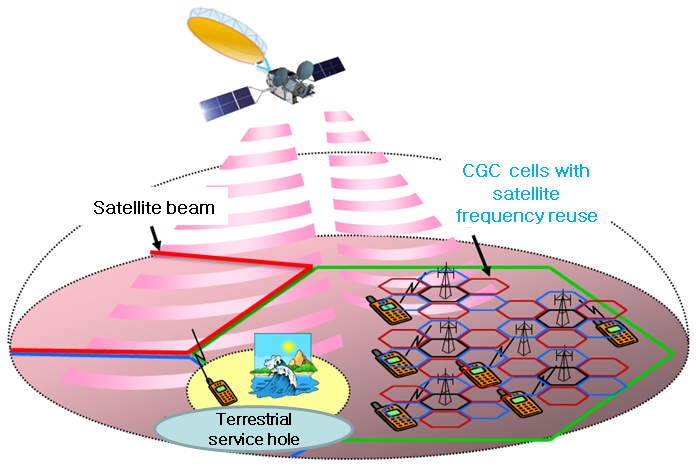 CGC cells with
satellite
frequency reuse
Satellite beam
Terrestrial
service hole